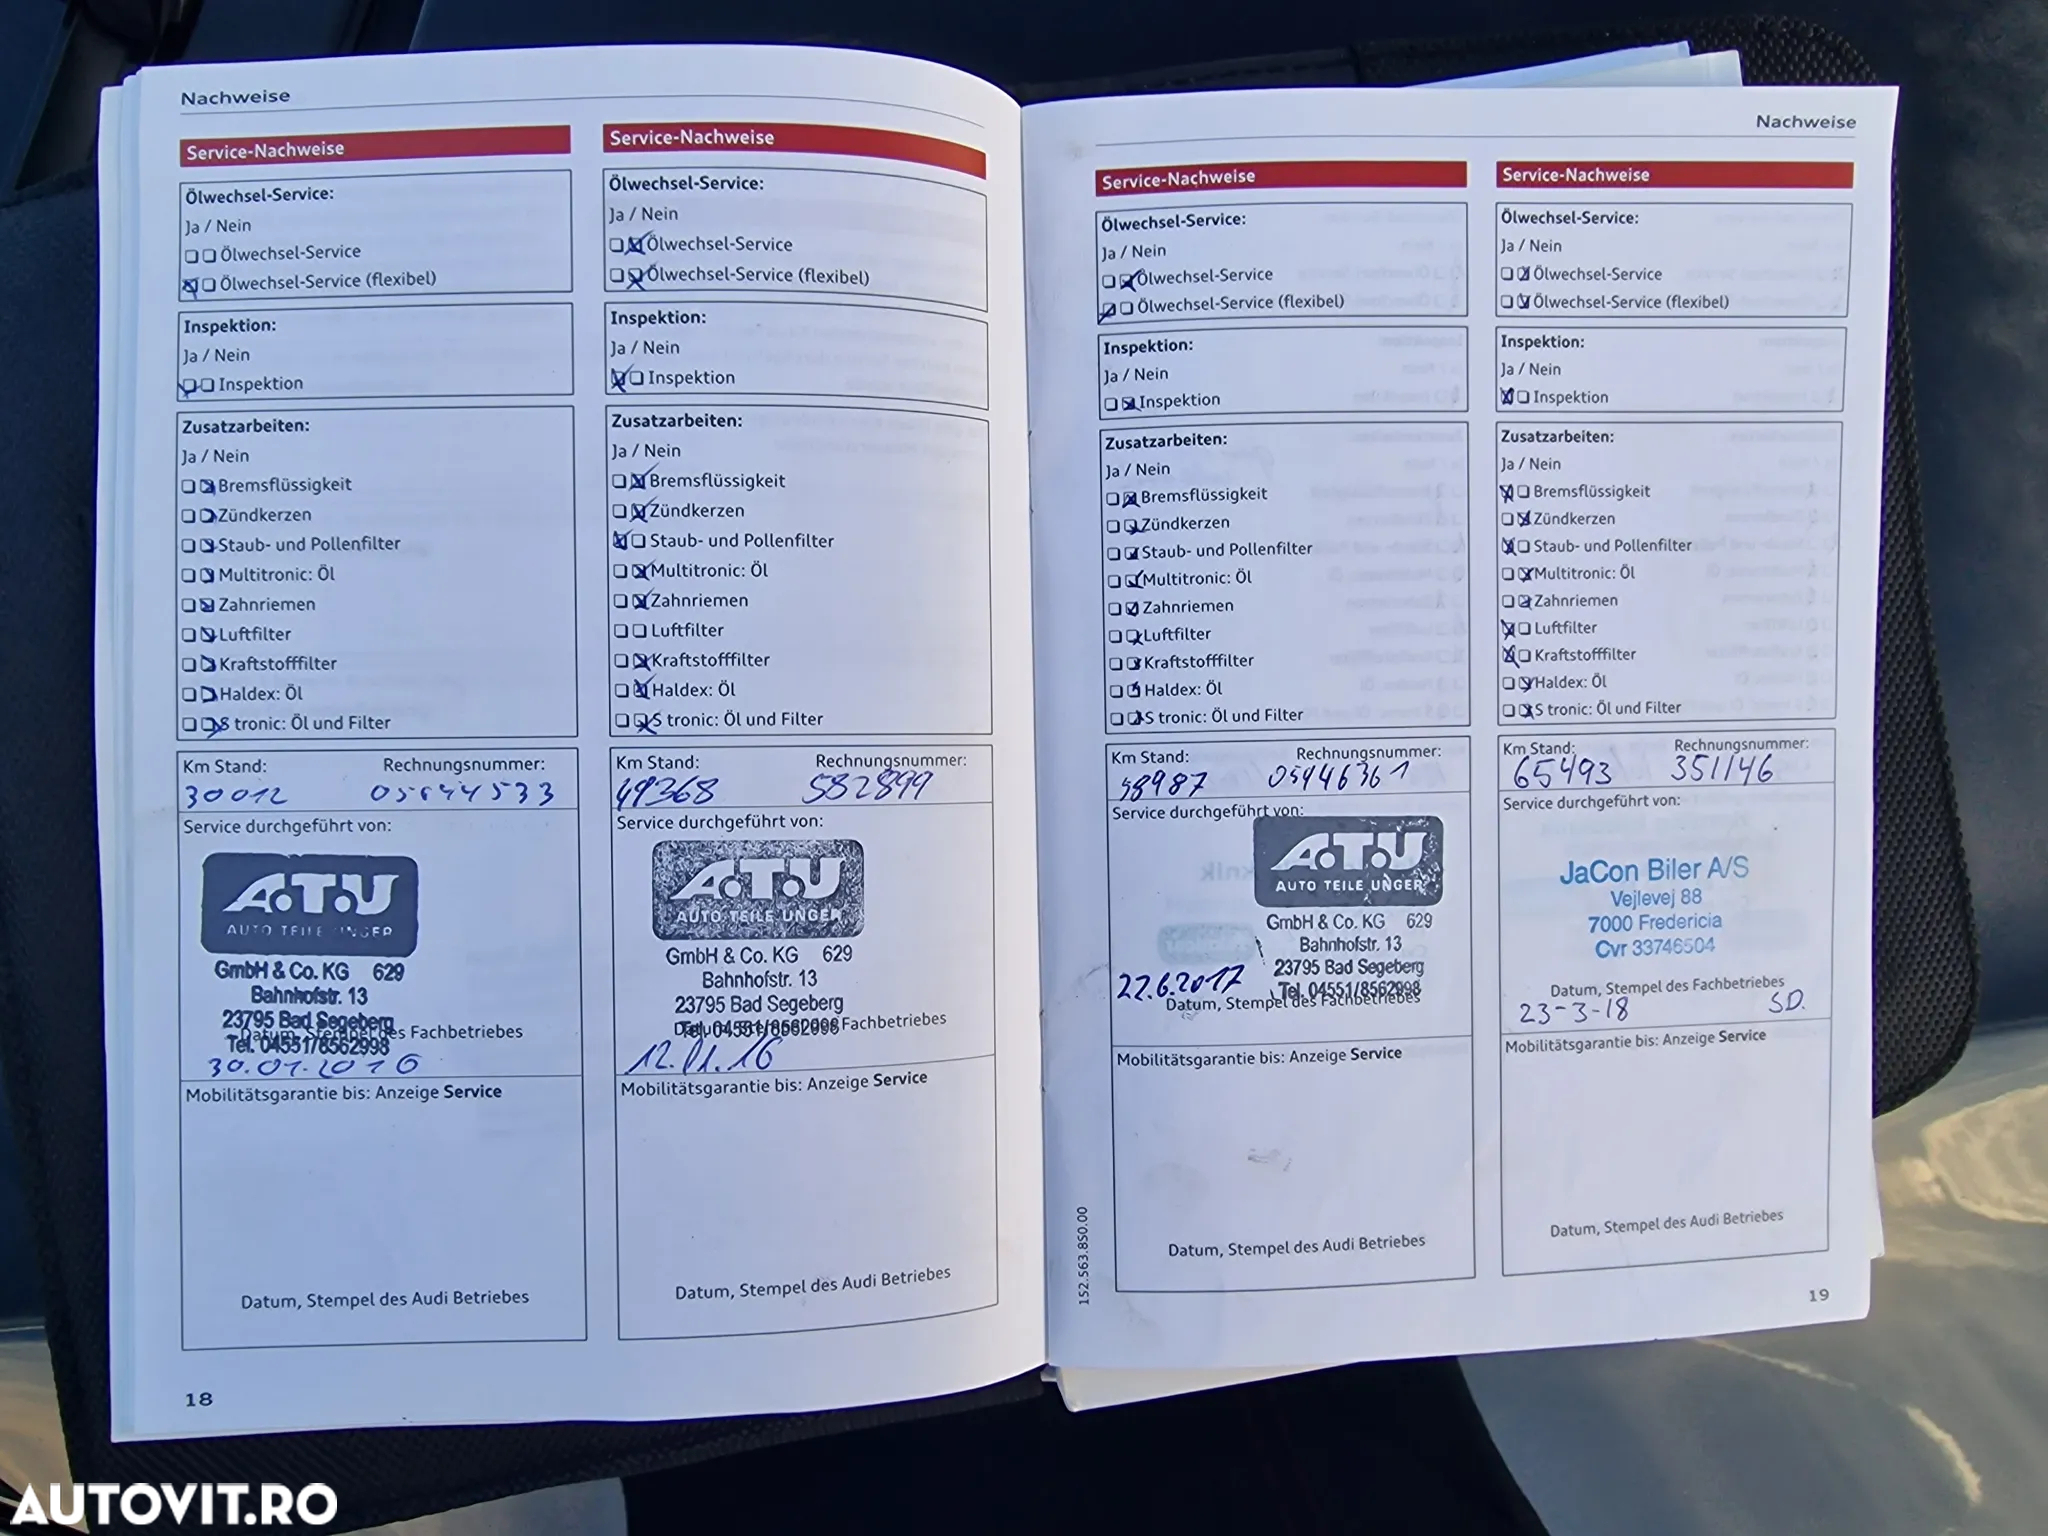 Nachweise
Service-Nachweise
Ölwechsel-Service:
Ja / Nein
Ölwechsel-Service
Ölwechsel-Service (flexibel)
Inspektion:
Ja / Nein
Inspektion
Zusatzarbeiten:
Ja / Nein
Bremsflüssigkeit
Zündkerzen
Staub- und Pollenfilter
Multitronic: Öl
Zahnriemen
Luftfilter
Kraftstofffilter
Haldex: Öl
S tronic: Öl und Filter
Km Stand: Rechnungsnummer:
30012
Service durchgeführt von:
A.T.U
AUTO TEILE UNGER
GmbH & Co. KG 629
Bahnhofstr. 13
23795 Bad Segeberg
Datum, Stempel des Fachbetriebes
Tel. 04551/8562998
30.01.2016
Mobilitätsgarantie bis: Anzeige Service
Datum, Stempel des Audi Betriebes
18
Service-Nachweise
Ölwechsel-Service:
Ja / Nein
Ölwechsel-Service
Ölwechsel-Service (flexibel)
Inspektion:
Ja / Nein
Inspektion
Zusatzarbeiten:
Ja / Nein
Bremsflüssigkeit
Zündkerzen
Staub- und Pollenfilter
Multitronic: Öl
Zahnriemen
Luftfilter
Kraftstofffilter
Haldex: Öl
S tronic: Öl und Filter
Km Stand: Rechnungsnummer:
49368 582899
Service durchgeführt von:
A.T.U
AUTO TEILE UNGER
GmbH & Co. KG 629
Bahnhofstr. 13
23795 Bad Segeberg
Datum, Stempel des Fachbetriebes
Tel. 04551/8562998
Mobilitätsgarantie bis: Anzeige Service
Datum, Stempel des Audi Betriebes
Nachweise
Service-Nachweise
Ölwechsel-Service:
Ja / Nein
Ölwechsel-Service
Ölwechsel-Service (flexibel)
Inspektion:
Ja / Nein
Inspektion
Zusatzarbeiten:
Ja / Nein
Bremsflüssigkeit
Zündkerzen
Staub- und Pollenfilter
Multitronic: Öl
Zahnriemen
Luftfilter
Kraftstofffilter
Haldex: Öl
S tronic: Öl und Filter
Km Stand: Rechnungsnummer:
58987 05446361
Service durchgeführt von:
A.T.U
AUTO TEILE UNGER
GmbH & Co. KG 629
Bahnhofstr. 13
23795 Bad Segeberg
22.6.2017 Tel. 04551/8562998
Datum, Stempel des Fachbetriebes
Mobilitätsgarantie bis: Anzeige Service
Datum, Stempel des Audi Betriebes
152.563.850.00
Service-Nachweise
Ölwechsel-Service:
Ja / Nein
Ölwechsel-Service
Ölwechsel-Service (flexibel)
Inspektion:
Ja / Nein
Inspektion
Zusatzarbeiten:
Ja / Nein
Bremsflüssigkeit
Zündkerzen
Staub- und Pollenfilter
Multitronic: Öl
Zahnriemen
Luftfilter
Kraftstofffilter
Haldex: Öl
S tronic: Öl und Filter
Km Stand: Rechnungsnummer:
65493 351146
Service durchgeführt von:
JaCon Biler A/S
Vejlevej 88
7000 Fredericia
Cvr 33746504
Datum, Stempel des Fachbetriebes
23-3-18 SD.
Mobilitätsgarantie bis: Anzeige Service
Datum, Stempel des Audi Betriebes
19
AUTOVIT.RO